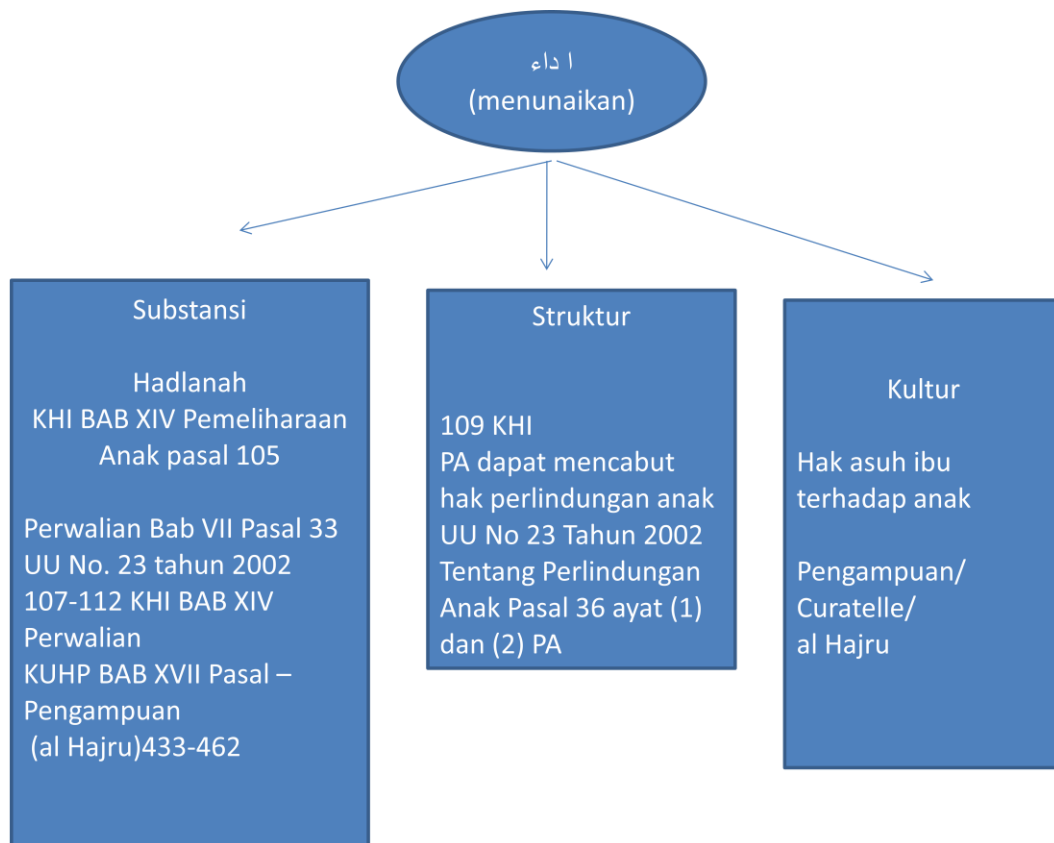 ا داء
(menunaikan)
Substansi
Hadlanah
KHI BAB XIV Pemeliharaan
Anak pasal 105
Perwalian Bab VII Pasal 33
UU No. 23 tahun 2002
107-112 KHI BAB XIV
Perwalian
KUHP BAB XVII Pasal –
Pengampuan
(al Hajru)433-462
Struktur
109 KHI
PA dapat mencabut
hak perlindungan anak
UU No 23 Tahun 2002
Tentang Perlindungan
Anak Pasal 36 ayat (1)
dan (2) PA
Kultur
Hak asuh ibu
terhadap anak
Pengampuan/
Curatelle/
al Hajru